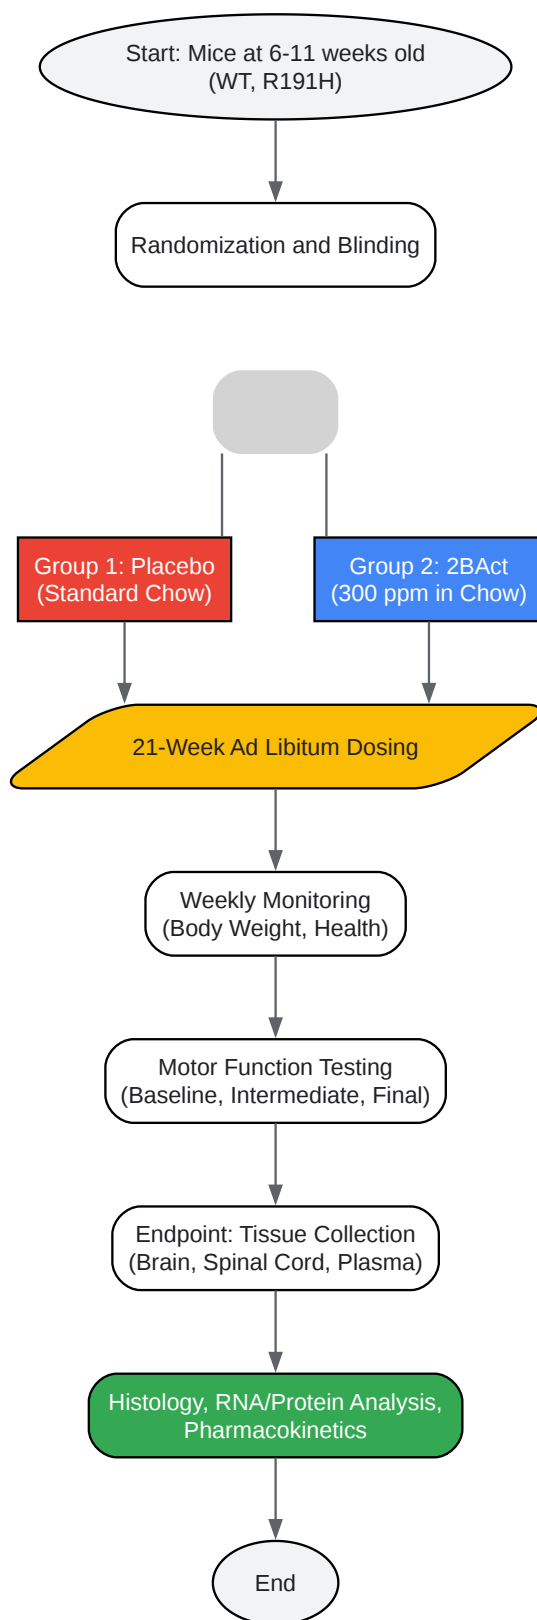 Start: Mice at 6-11 weeks old
(WT, R191H)
Randomization and Blinding
Group 1: Placebo
(Standard Chow)
Group 2: 2BAct
(300 ppm in Chow)
21-Week Ad Libitum Dosing
Weekly Monitoring
(Body Weight, Health)
Motor Function Testing
(Baseline, Intermediate, Final)
Endpoint: Tissue Collection
(Brain, Spinal Cord, Plasma)
Histology, RNA/Protein Analysis,
Pharmacokinetics
End